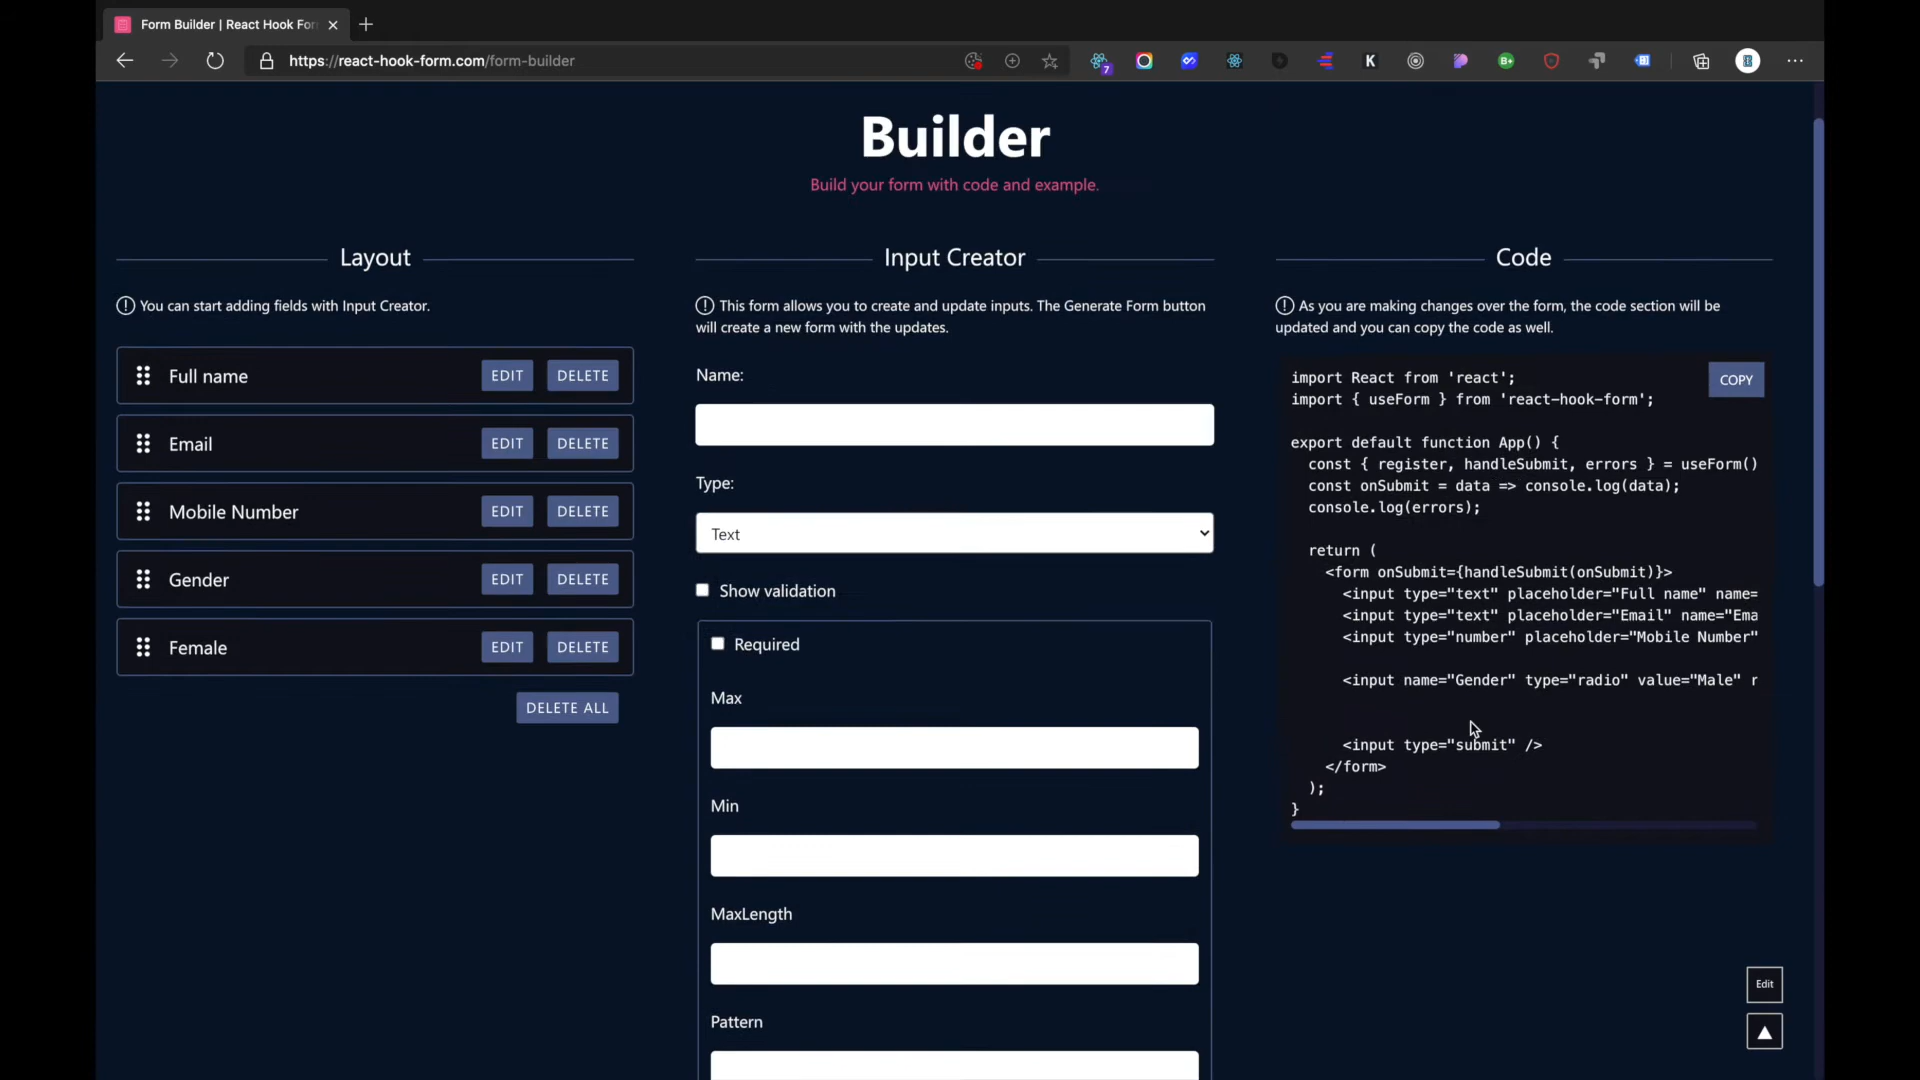 Form Builder | React Hook For
https://react-hook-form.com/form-builder
7
K
B+
Builder
Build your form with code and example.
Layout
You can start adding fields with Input Creator.
Full name EDIT DELETE
Email EDIT DELETE
Mobile Number EDIT DELETE
Gender EDIT DELETE
Female EDIT DELETE
DELETE ALL
Input Creator
This form allows you to create and update inputs. The Generate Form button
will create a new form with the updates.
Name:
Type:
Text
Show validation
Required
Max
Min
MaxLength
Pattern
Code
As you are making changes over the form, the code section will be
updated and you can copy the code as well.
COPY
import React from 'react';
import { useForm } from 'react-hook-form';
export default function App() {
const { register, handleSubmit, errors } = useForm()
const onSubmit = data => console.log(data);
console.log(errors);
return (
<form onSubmit={handleSubmit(onSubmit)}>
<input type="text" placeholder="Full name" name=
<input type="text" placeholder="Email" name="Ema
<input type="number" placeholder="Mobile Number"
<input name="Gender" type="radio" value="Male" r
<input type="submit" />
</form>
);
}
Edit